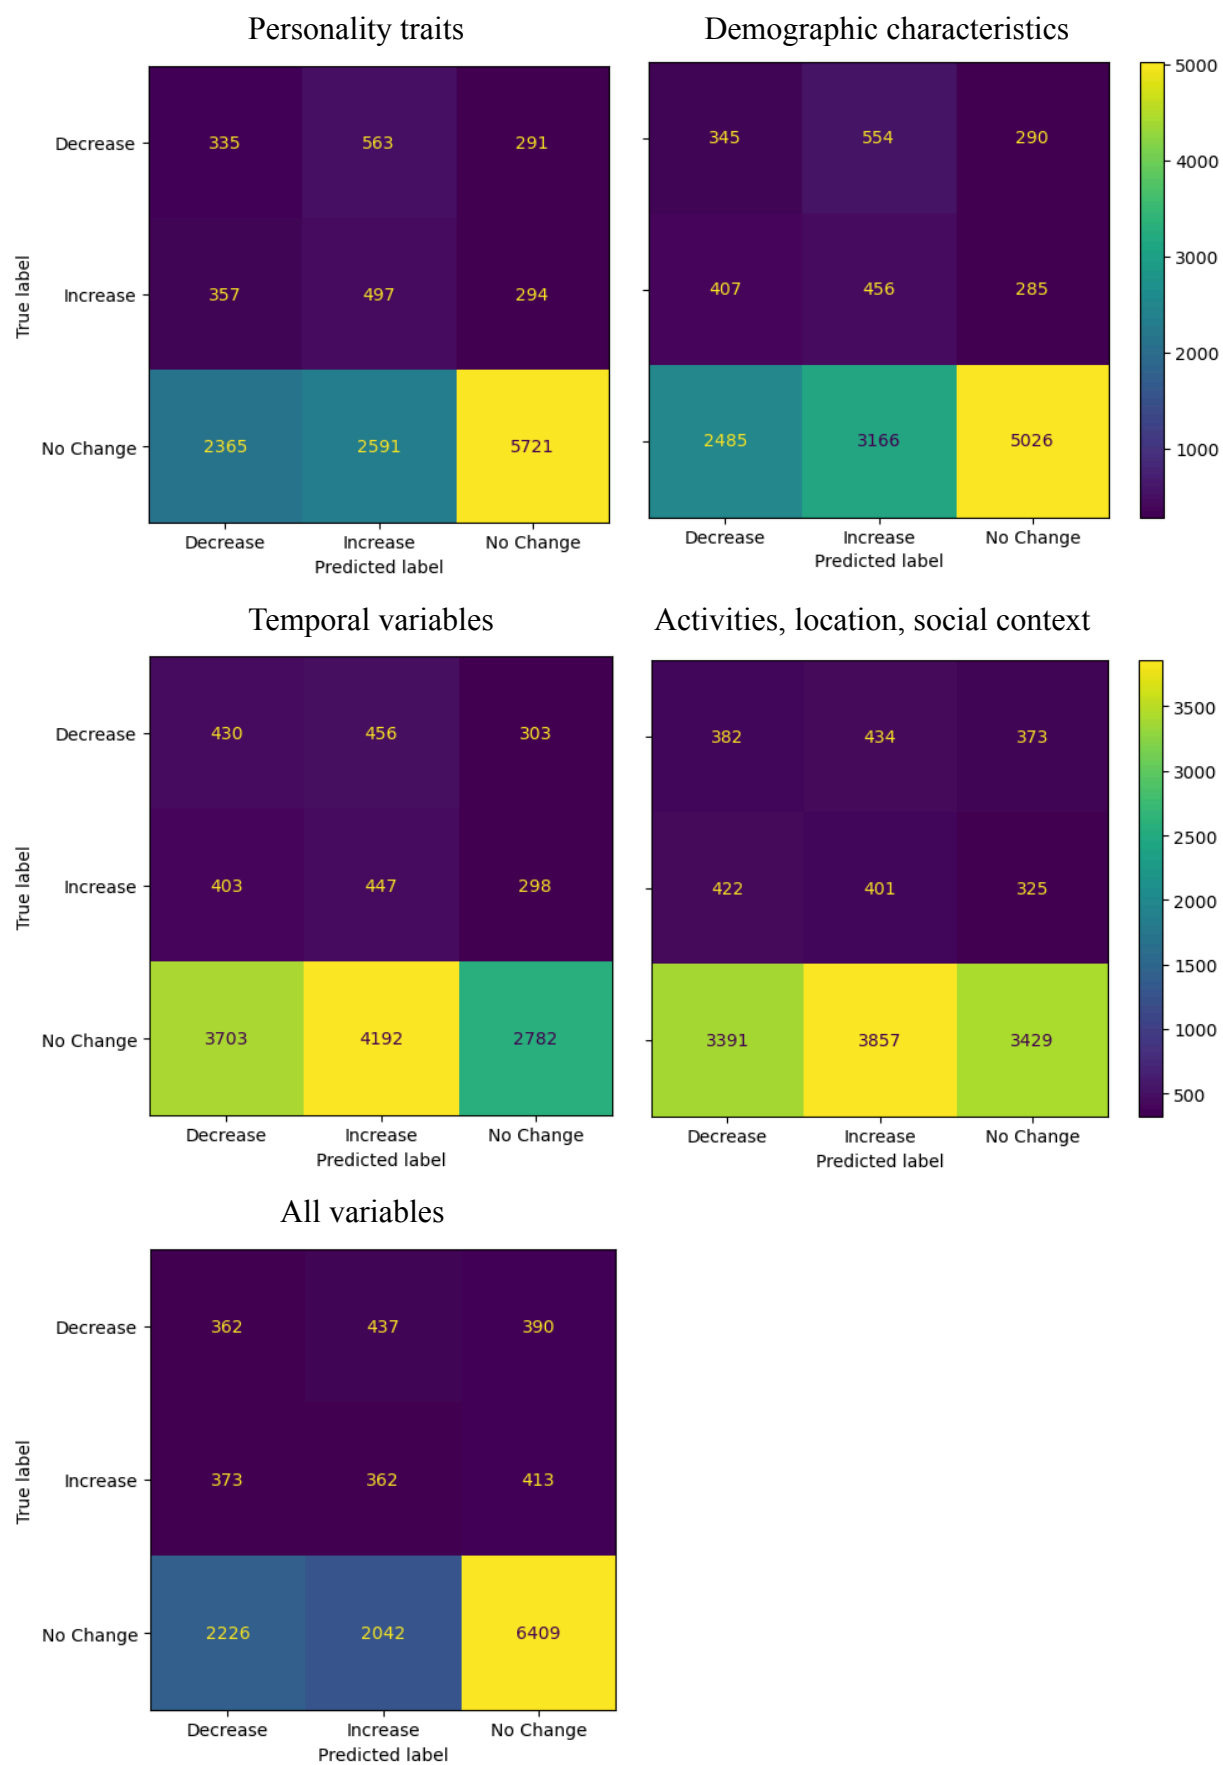 Personality traits
Demographic characteristics
True label
Decrease
335 563 291
Increase
357 497 294
No Change
2365 2591 5721
Decrease Increase No Change
Predicted label
345 554 290
407 456 285
2485 3166 5026
Decrease Increase No Change
Predicted label
5000
4000
3000
2000
1000
Temporal variables
Activities, location, social context
True label
Decrease
430 456 303
Increase
403 447 298
No Change
3703 4192 2782
Decrease Increase No Change
Predicted label
382 434 373
422 401 325
3391 3857 3429
Decrease Increase No Change
Predicted label
3500
3000
2500
2000
1500
1000
500
All variables
True label
Decrease
362 437 390
Increase
373 362 413
No Change
2226 2042 6409
Decrease Increase No Change
Predicted label